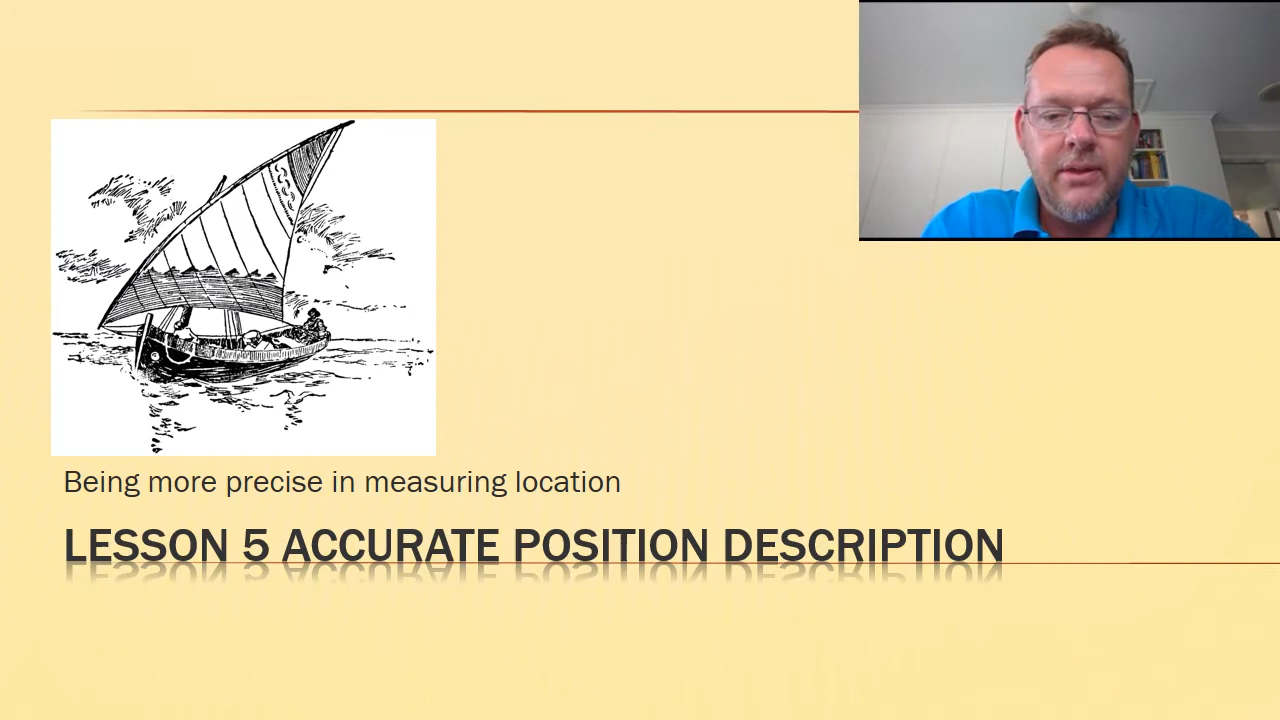 Being more precise in measuring location
LESSON 5 ACCURATE POSITION DESCRIPTION